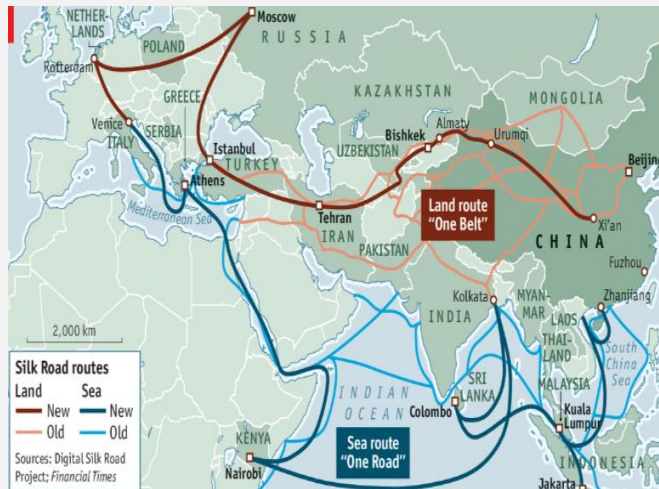 NETHER-
LANDS
Moscow
RUSSIA
POLAND
Rotterdam
KAZAKHSTAN
MONGOLIA
GREECE
Venice
ITALY
SERBIA
Almaty
Urumqi
Bishkek
Istanbul
UZBEKISTAN
TURKEY
Beijing
Athens
Mediterranean Sea
Tehran
IRAN
Land route
"One Belt"
Xi'an
CHINA
PAKISTAN
Fuzhou
Kolkata
Zhanjiang
INDIA
MYAN-
MAR
LAOS
THAI-
LAND
South
China
Sea
2,000 km
SRI
LANKA
MALAYSIA
Silk Road routes
Land
Sea
New
New
Old
Old
INDIAN
OCEAN
Colombo
Kuala
Lumpur
Sources: Digital Silk Road
Project; Financial Times
KENYA
Nairobi
Sea route
"One Road"
INDONESIA
Jakarta